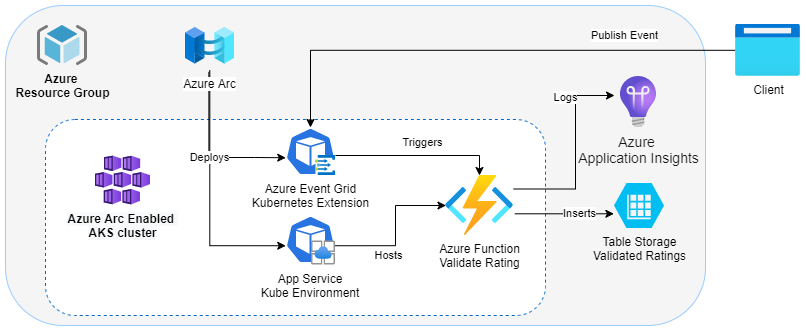 Publish Event
Azure
Resource Group
Azure Arc
Client
Logs
Azure
Application Insights
Deploys
Triggers
Azure Event Grid
Kubernetes Extension
Azure Arc Enabled
AKS cluster
Inserts
Table Storage
Validated Ratings
Hosts
Azure Function
Validate Rating
App Service
Kube Environment